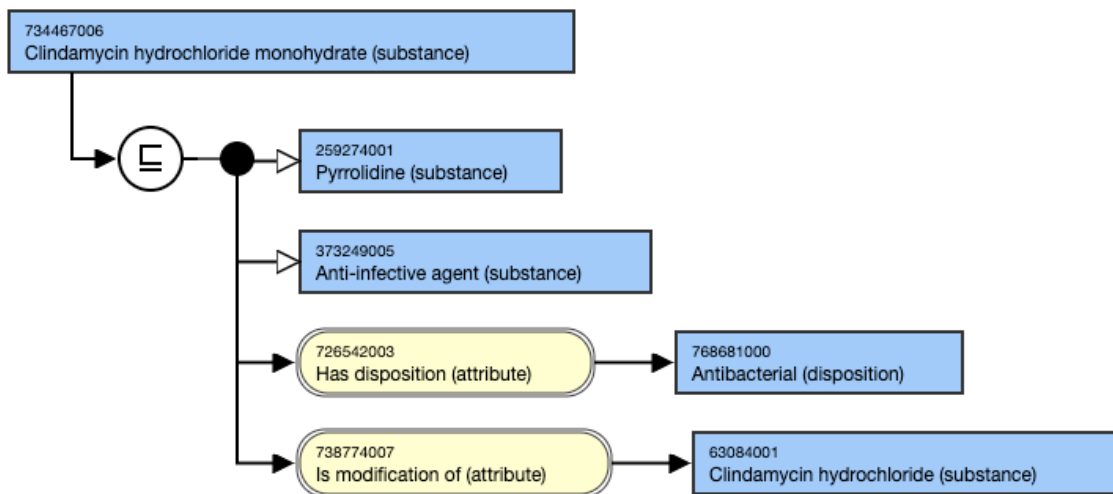 734467006
Clindamycin hydrochloride monohydrate (substance)
⊑
259274001
Pyrrolidine (substance)
373249005
Anti-infective agent (substance)
726542003
Has disposition (attribute)
768681000
Antibacterial (disposition)
738774007
Is modification of (attribute)
63084001
Clindamycin hydrochloride (substance)